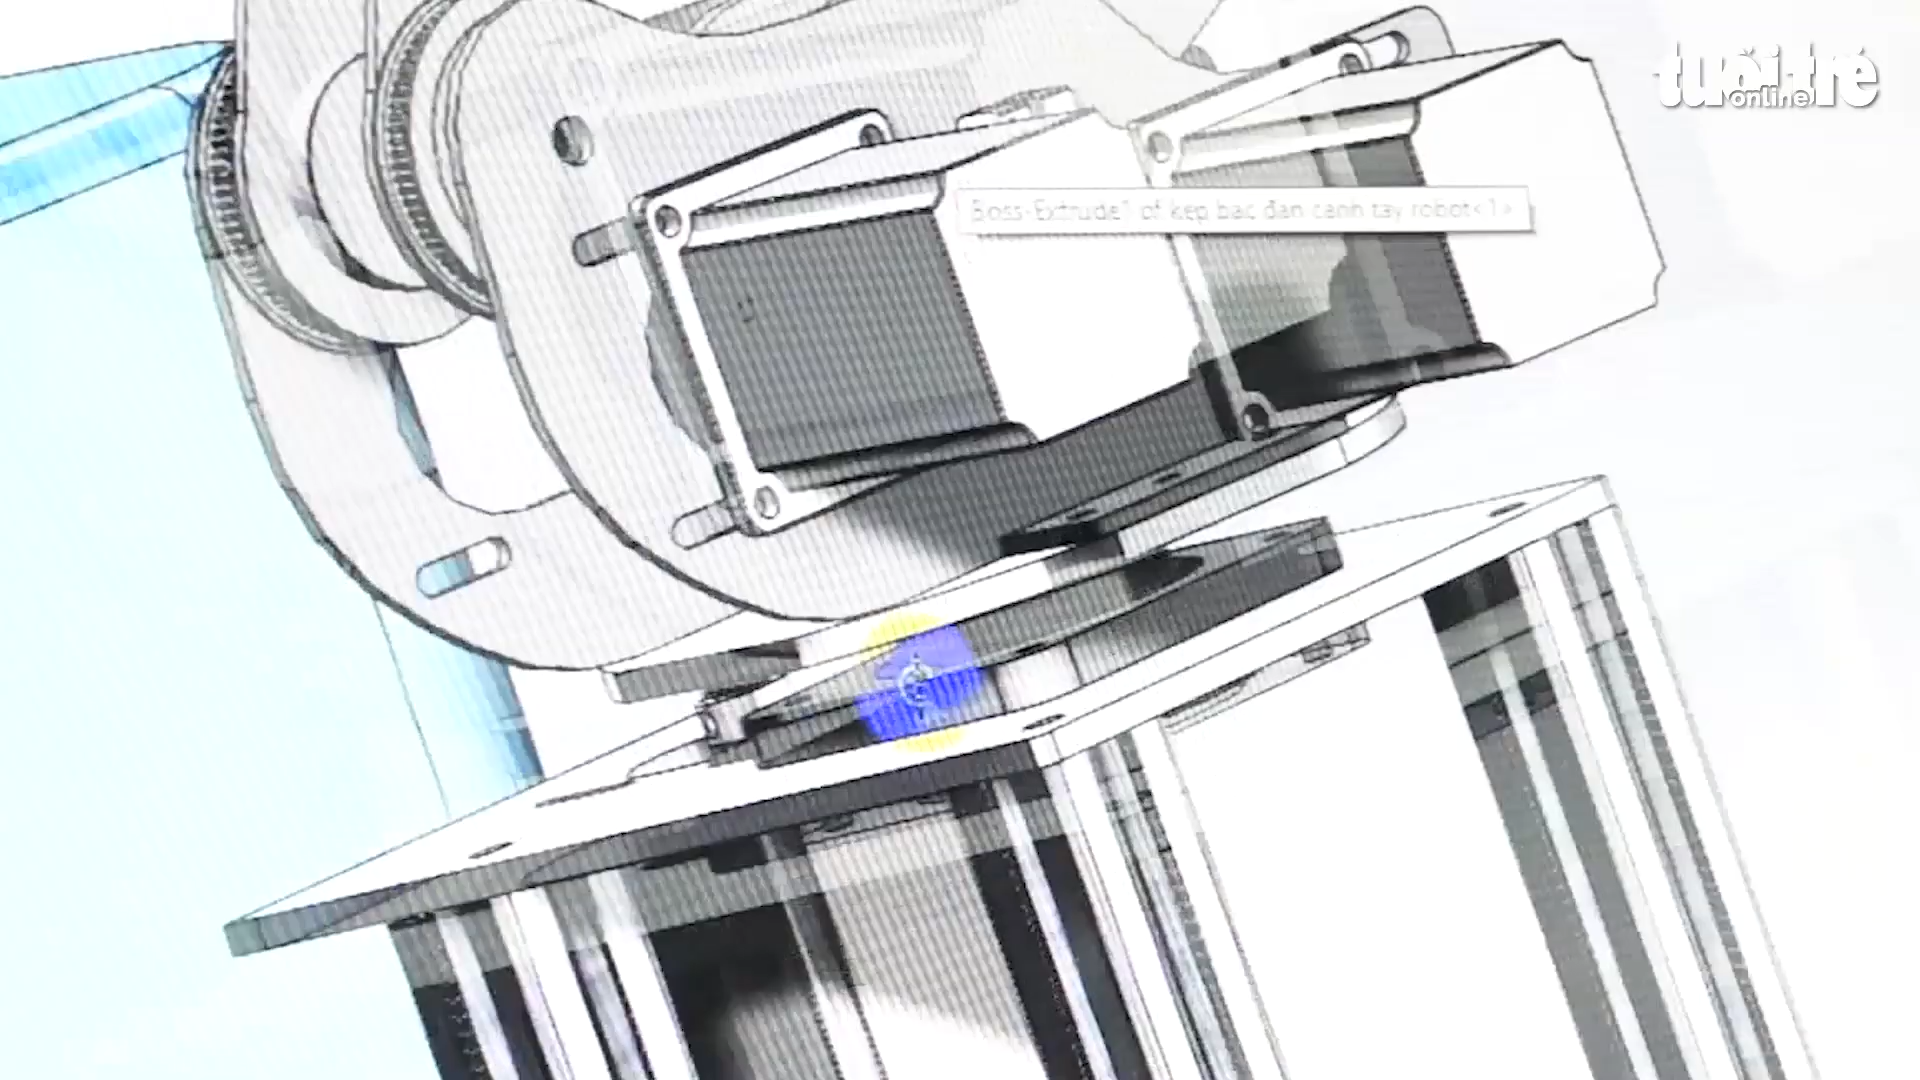 tuổi trẻ
online
Boss-Extrude1 of kep bac dan canh tay robot<1>